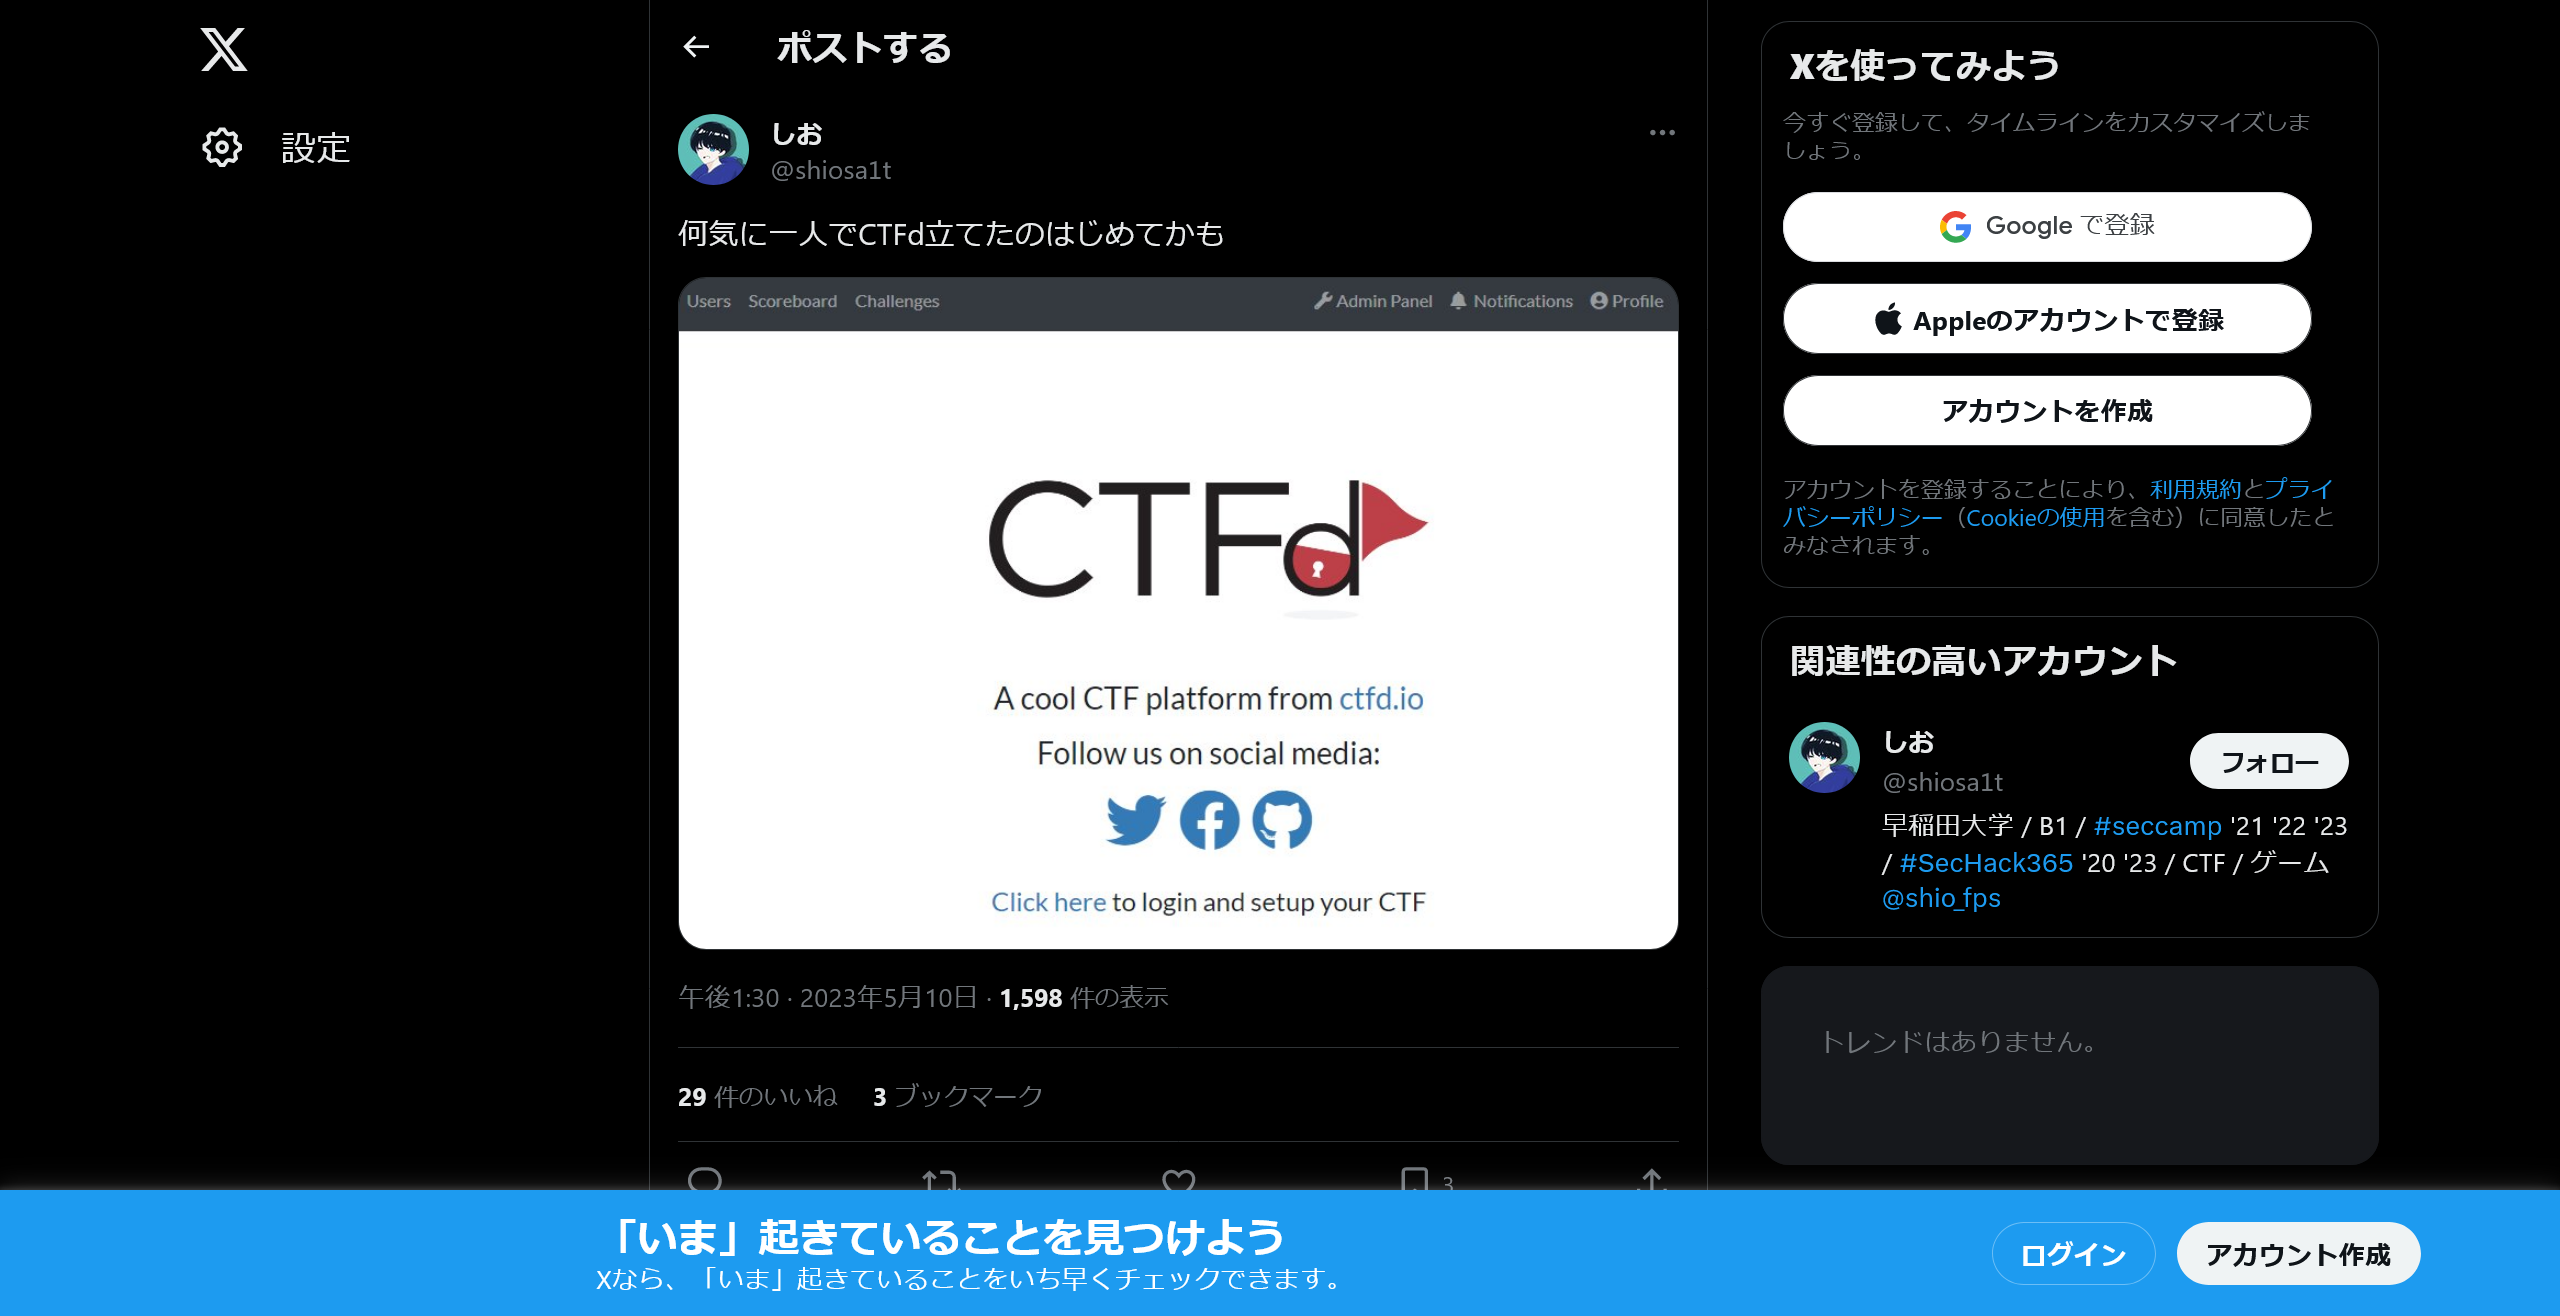 設定
ポストする
しお
@shiosa1t
何気に一人でCTFd立てたのはじめてかも
Users Scoreboard Challenges Admin Panel Notifications Profile
CTFd
A cool CTF platform from ctfd.io
Follow us on social media:
Click here to login and setup your CTF
午後1:30 · 2023年5月10日 · 1,598 件の表示
29 件のいいね 3 ブックマーク
3
Xを使ってみよう
今すぐ登録して、タイムラインをカスタマイズしま
しょう。
Google で登録
Appleのアカウントで登録
アカウントを作成
アカウントを登録することにより、利用規約とプライ
バシーポリシー（Cookieの使用を含む）に同意したと
みなされます。
関連性の高いアカウント
しお
@shiosa1t
フォロー
早稲田大学 / B1 / #seccamp '21 '22 '23
/ #SecHack365 '20 '23 / CTF / ゲーム
@shio_fps
トレンドはありません。
「いま」起きていることを見つけよう
Xなら、「いま」起きていることをいち早くチェックできます。
ログイン
アカウント作成